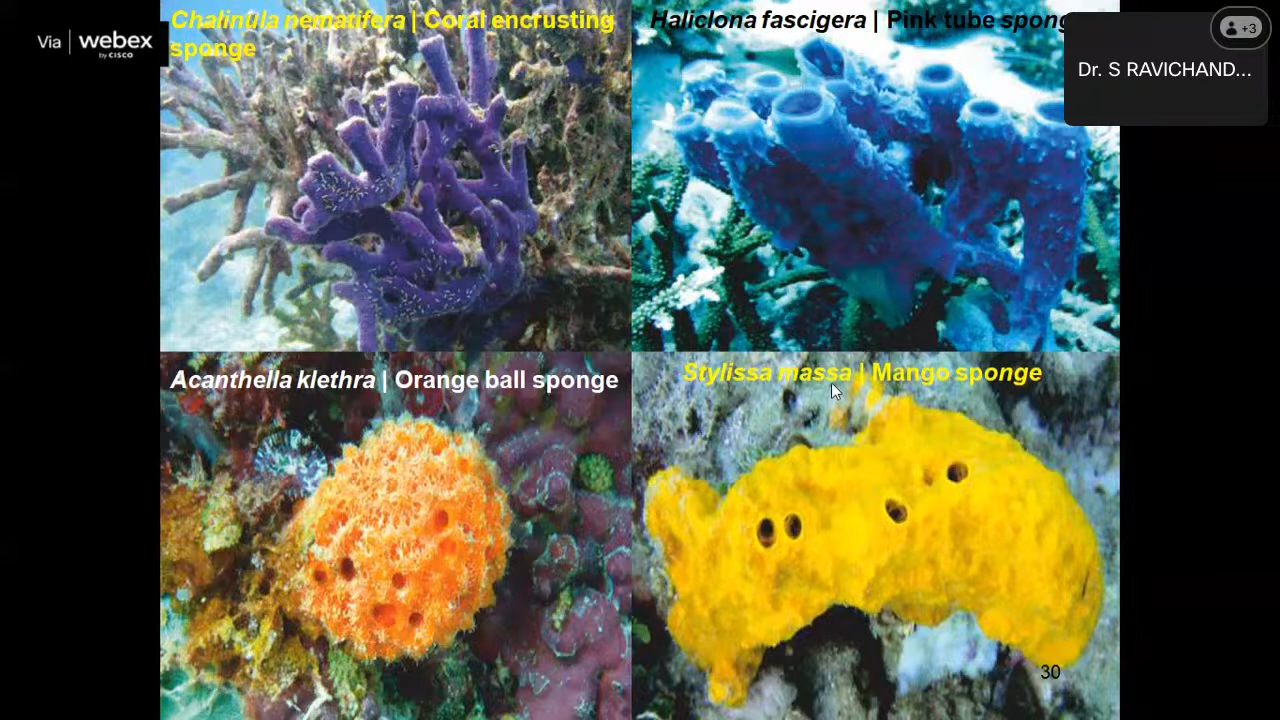 Via | webex
by CISCO
Chalinula nematifera | Coral encrusting
sponge
Haliclona fascigera | Pink tube
+3
Dr. S RAVICHAND...
Acanthella klethra | Orange ball sponge
Stylissa massa | Mango sponge
30